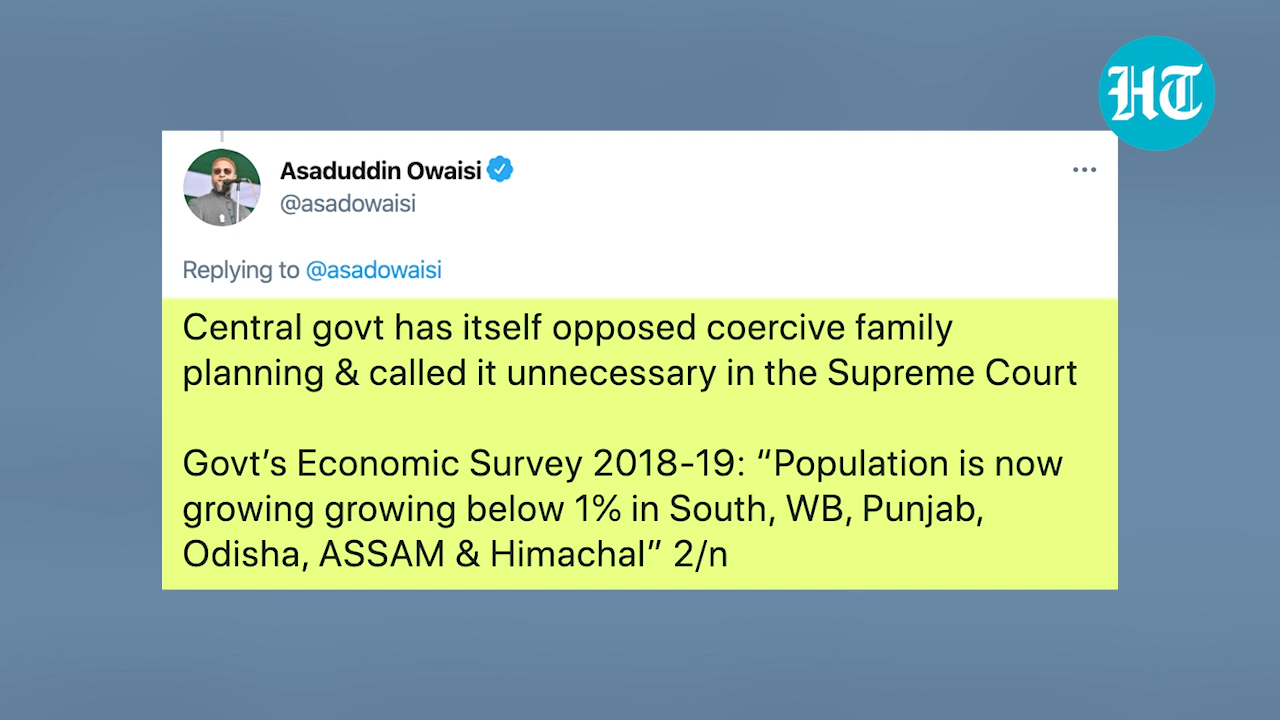 HT
Asaduddin Owaisi
@asadowaisi
Replying to @asadowaisi
Central govt has itself opposed coercive family
planning & called it unnecessary in the Supreme Court
Govt’s Economic Survey 2018-19: “Population is now
growing growing below 1% in South, WB, Punjab,
Odisha, ASSAM & Himachal” 2/n